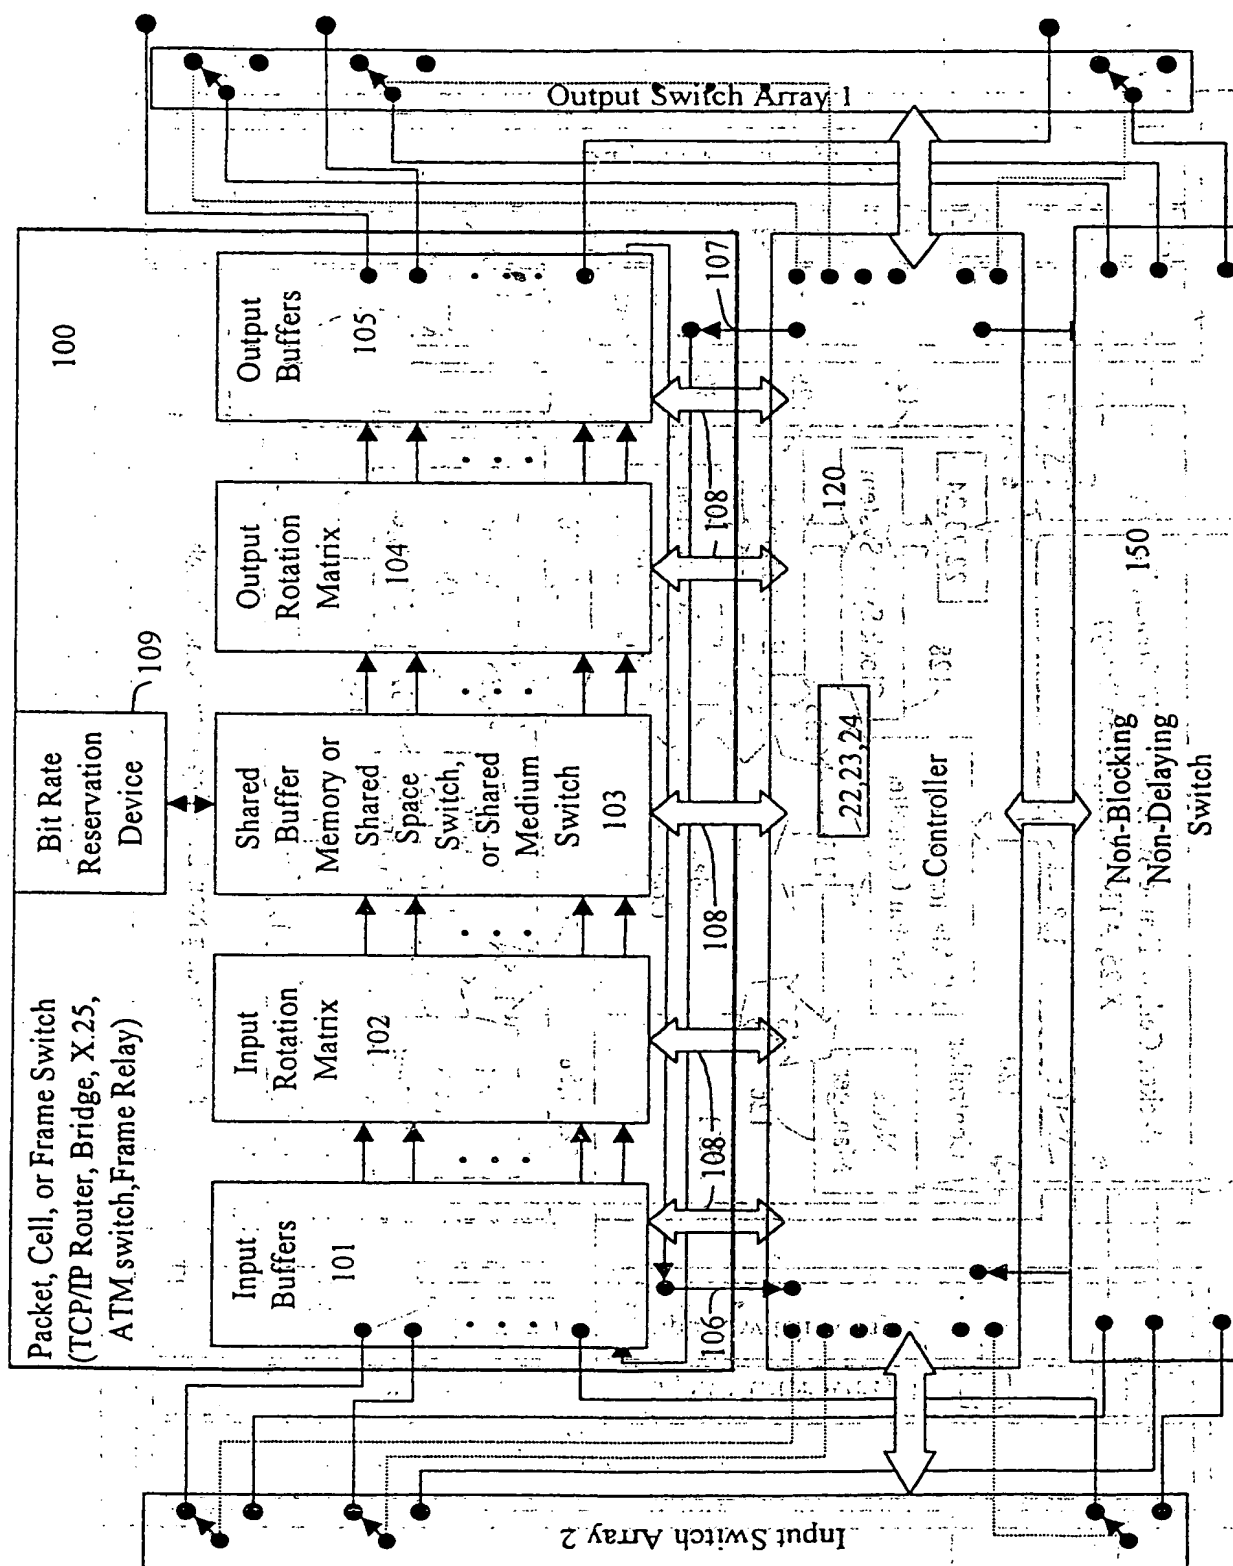 Packet, Cell, or Frame Switch
(TCP/IP Router, Bridge, X.25,
ATM switch,Frame Relay)
100
Bit Rate
Reservation
Device
109
Input
Buffers
101
Input
Rotation
Matrix
102
Shared
Buffer
Memory or
Shared
Space
Switch,
or Shared
Medium
Switch
103
Output
Rotation
Matrix
104
Output
Buffers
105
106
108
108
108
107
22,23,24
120
Controller
138
150
Non-Blocking
Non-Delaying
Switch
Input Switch Array 2
Output Switch Array 1